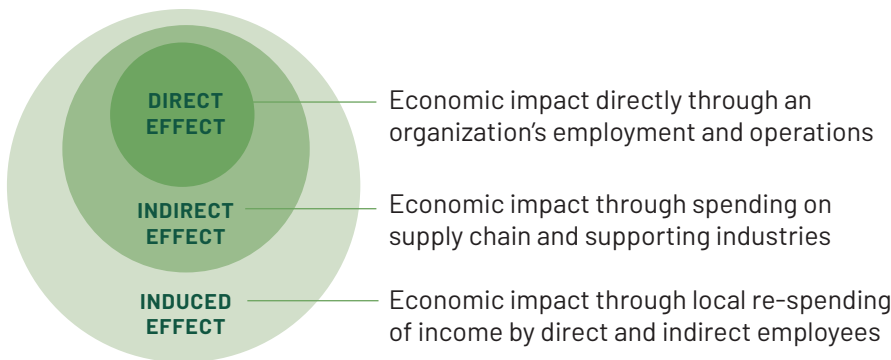 DIRECT
EFFECT
Economic impact directly through an
organization’s employment and operations
INDIRECT
EFFECT
Economic impact through spending on
supply chain and supporting industries
INDUCED
EFFECT
Economic impact through local re-spending
of income by direct and indirect employees